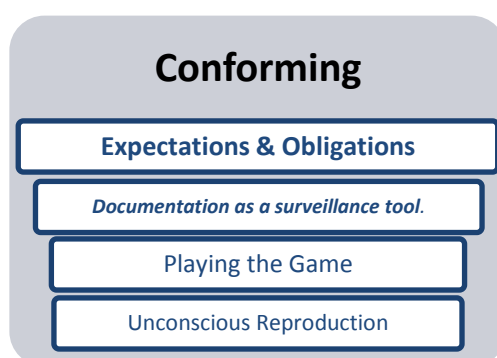 Conforming
Expectations & Obligations
Documentation as a surveillance tool.
Playing the Game
Unconscious Reproduction